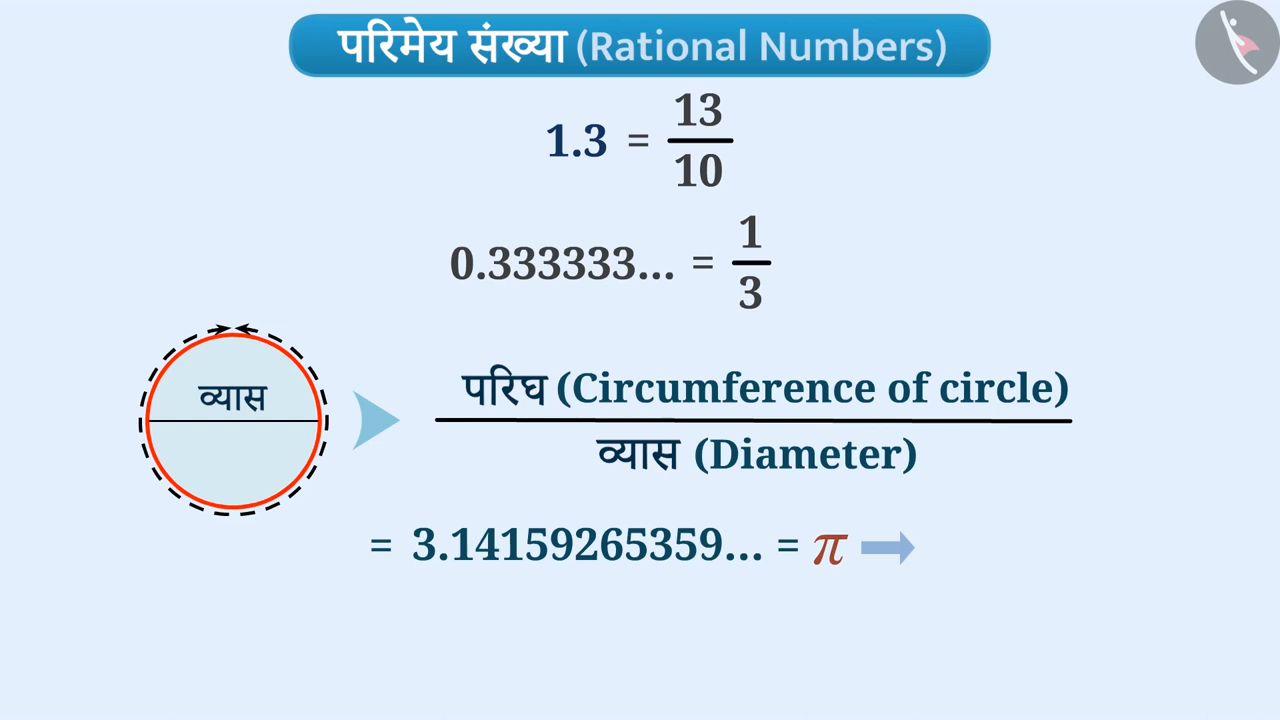 परिमेय संख्या (Rational Numbers)
1.3 = 13/10
0.333333... = 1/3
व्यास
परिघ (Circumference of circle)
व्यास (Diameter)
= 3.14159265359... = π